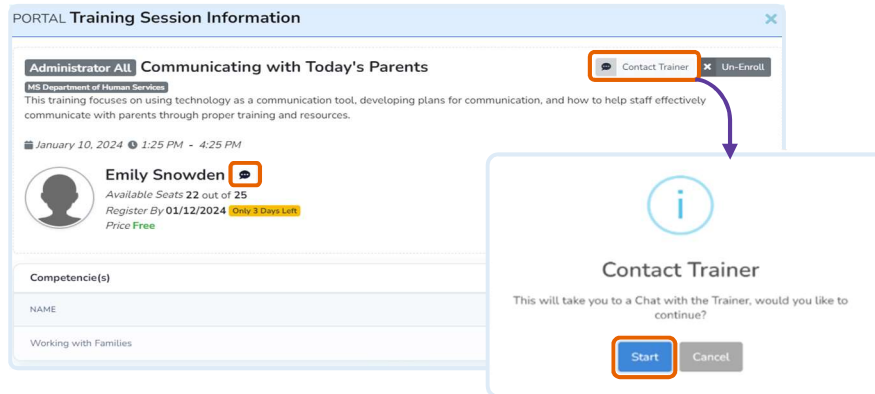 PORTAL Training Session Information
Administrator All Communicating with Today's Parents
Contact Trainer
Un-Enroll
MS Department of Human Services
This training focuses on using technology as a communication tool, developing plans for communication, and how to help staff effectively
communicate with parents through proper training and resources.
January 10, 2024 1:25 PM - 4:25 PM
Emily Snowden
Available Seats 22 out of 25
Register By 01/12/2024 Only 3 Days Left
Price Free
Competencie(s)
NAME
Working with Families
i
Contact Trainer
This will take you to a Chat with the Trainer, would you like to
continue?
Start
Cancel